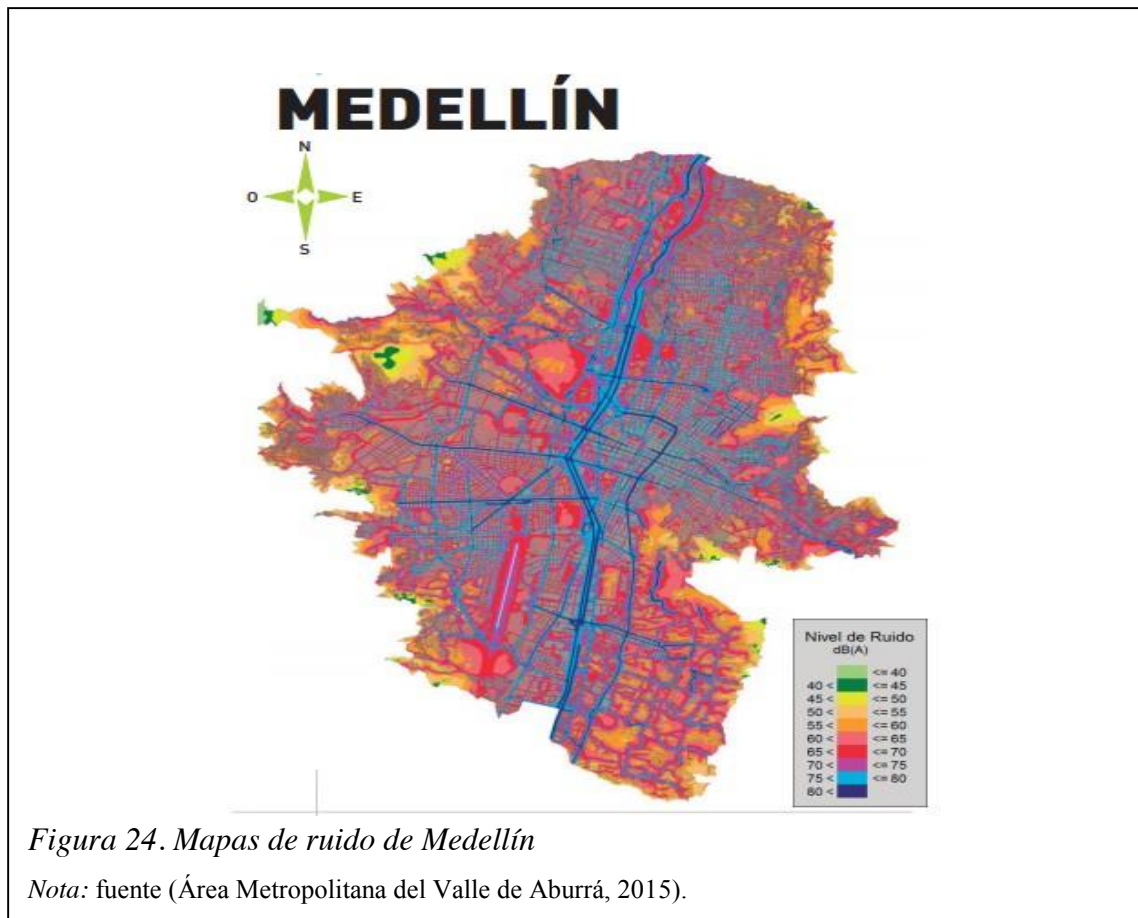 MEDELLÍN
N
O E
S
Nivel de Ruido
dB(A)
<= 40
40 < <= 45
45 < <= 50
50 < <= 55
55 < <= 60
60 < <= 65
65 < <= 70
70 < <= 75
75 < <= 80
80 <
Figura 24. Mapas de ruido de Medellín
Nota: fuente (Área Metropolitana del Valle de Aburrá, 2015).